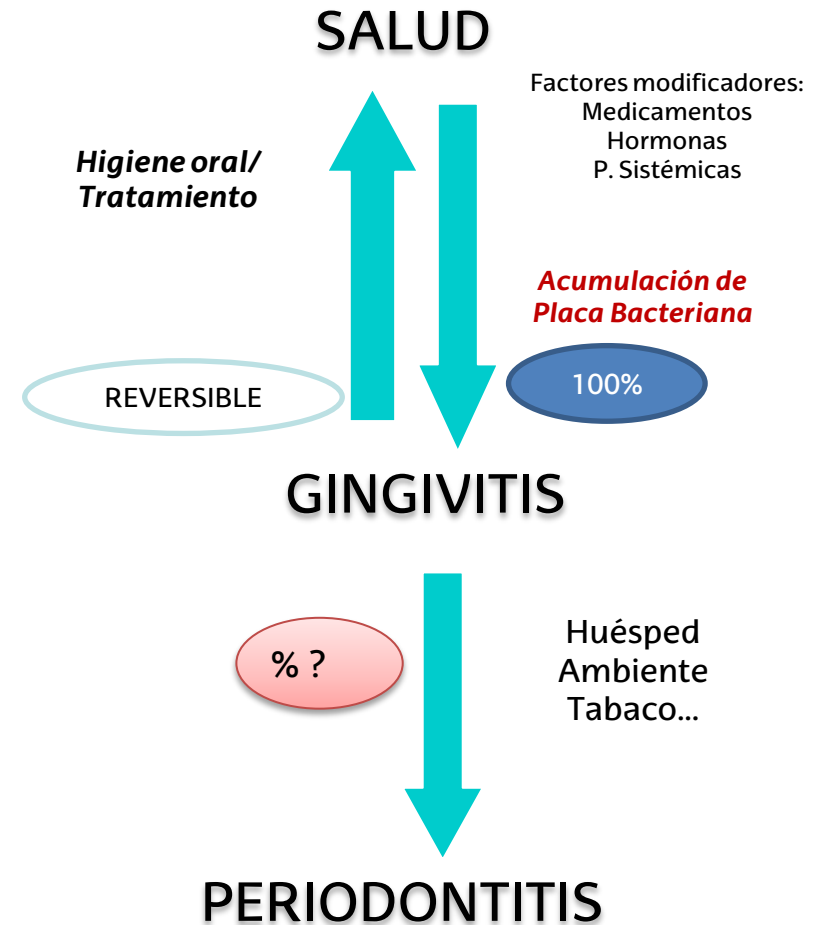 SALUD
Factores modificadores:
Medicamentos
Hormonas
P. Sistémicas
Higiene oral/
Tratamiento
Acumulación de
Placa Bacteriana
REVERSIBLE
100%
GINGIVITIS
% ?
Huésped
Ambiente
Tabaco...
PERIODONTITIS